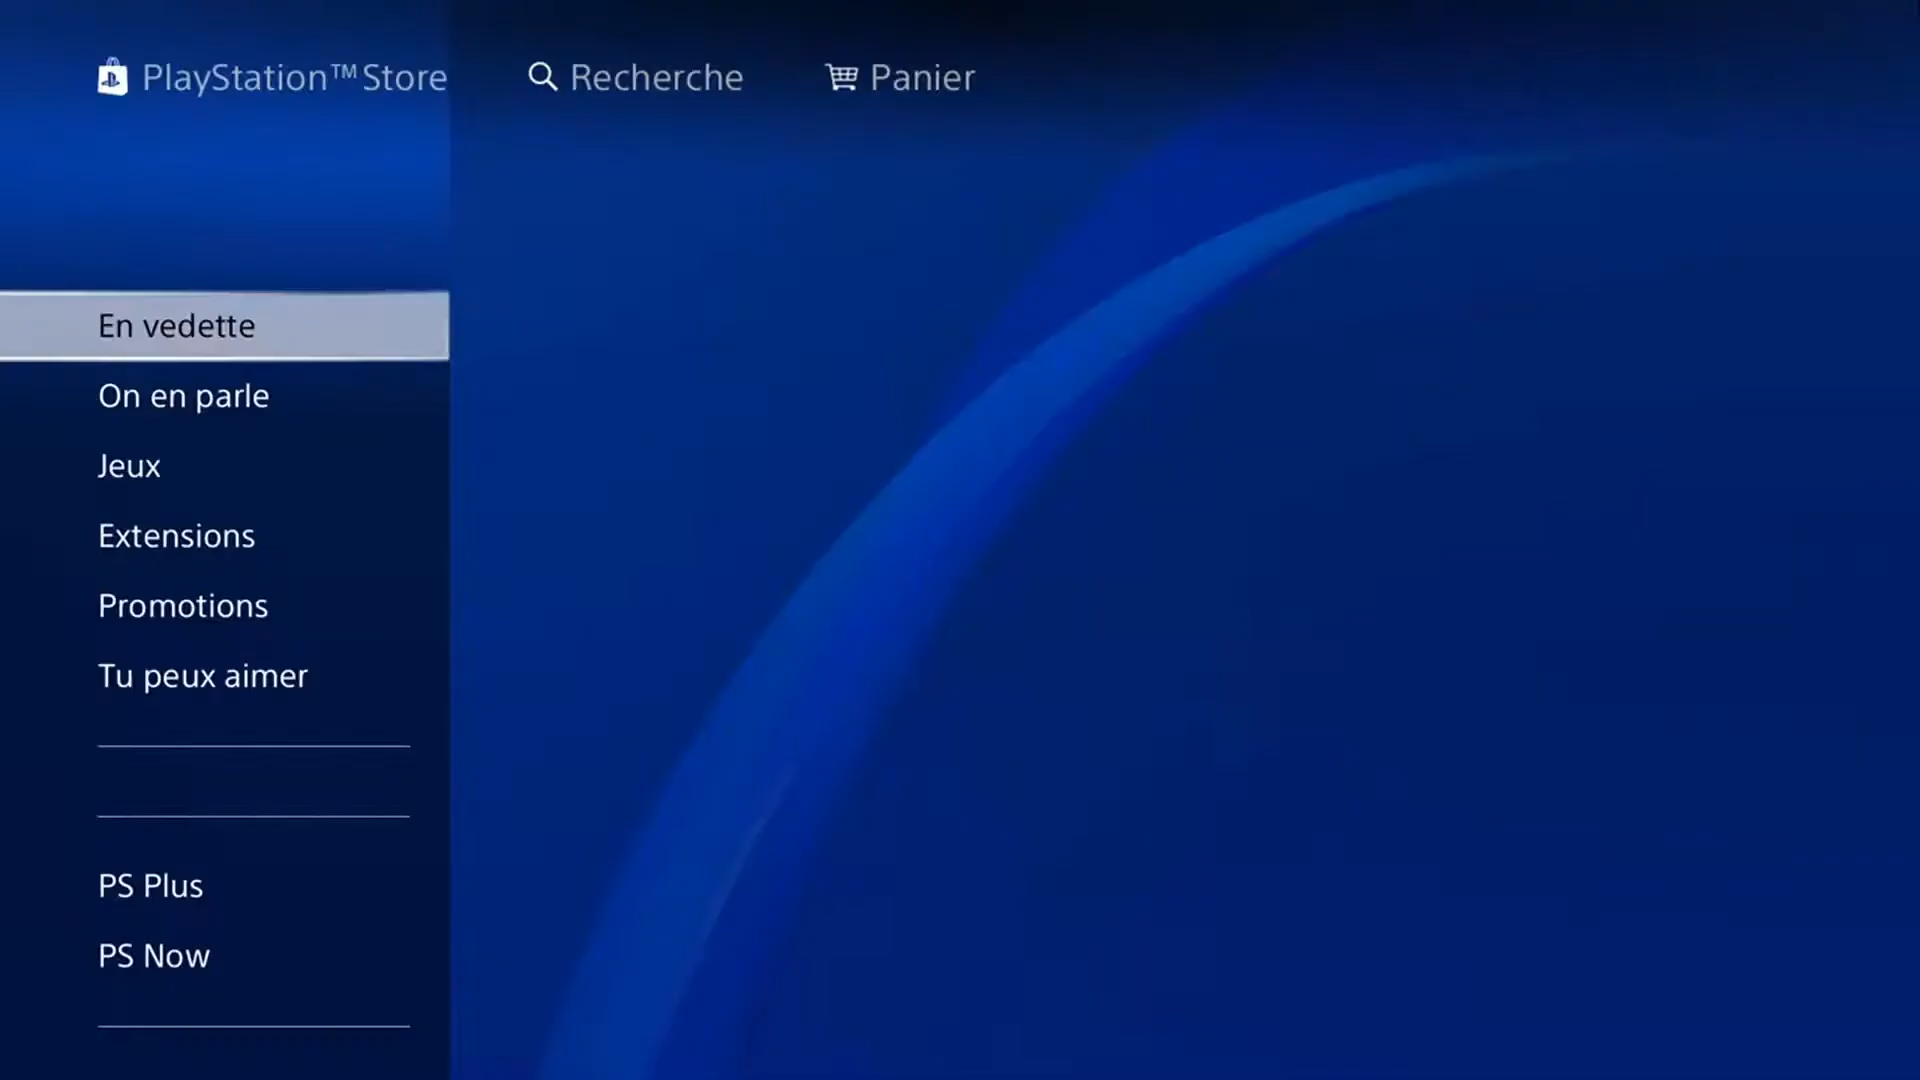 PlayStation™Store
Recherche
Panier
En vedette
On en parle
Jeux
Extensions
Promotions
Tu peux aimer
PS Plus
PS Now